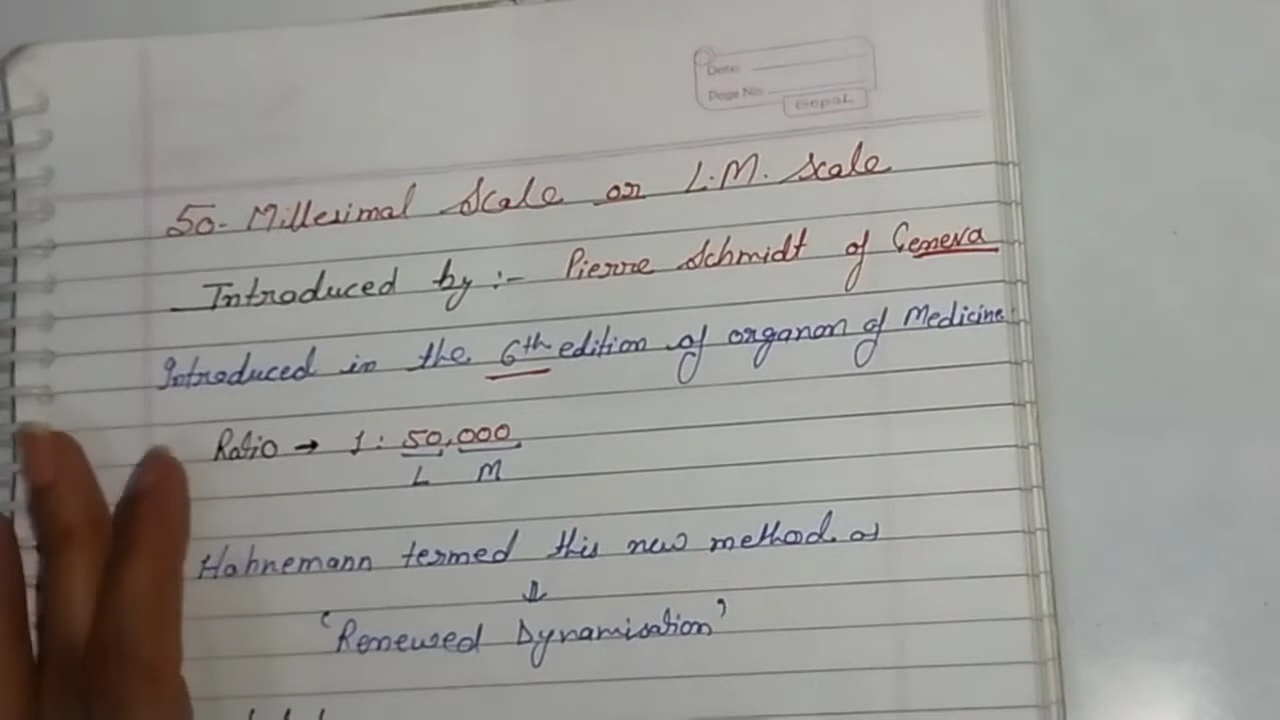 Date
Page No:
Gopal
50- Millesimal Scale or L.M. Scale
Introduced by :- Pierre Schmidt of Geneva
Introduced in the 6th edition of organon of Medicine.
Ratio → 1 : 50,000
L M
Hahnemann termed this new method as
↓
'Renewed Dynamisation'